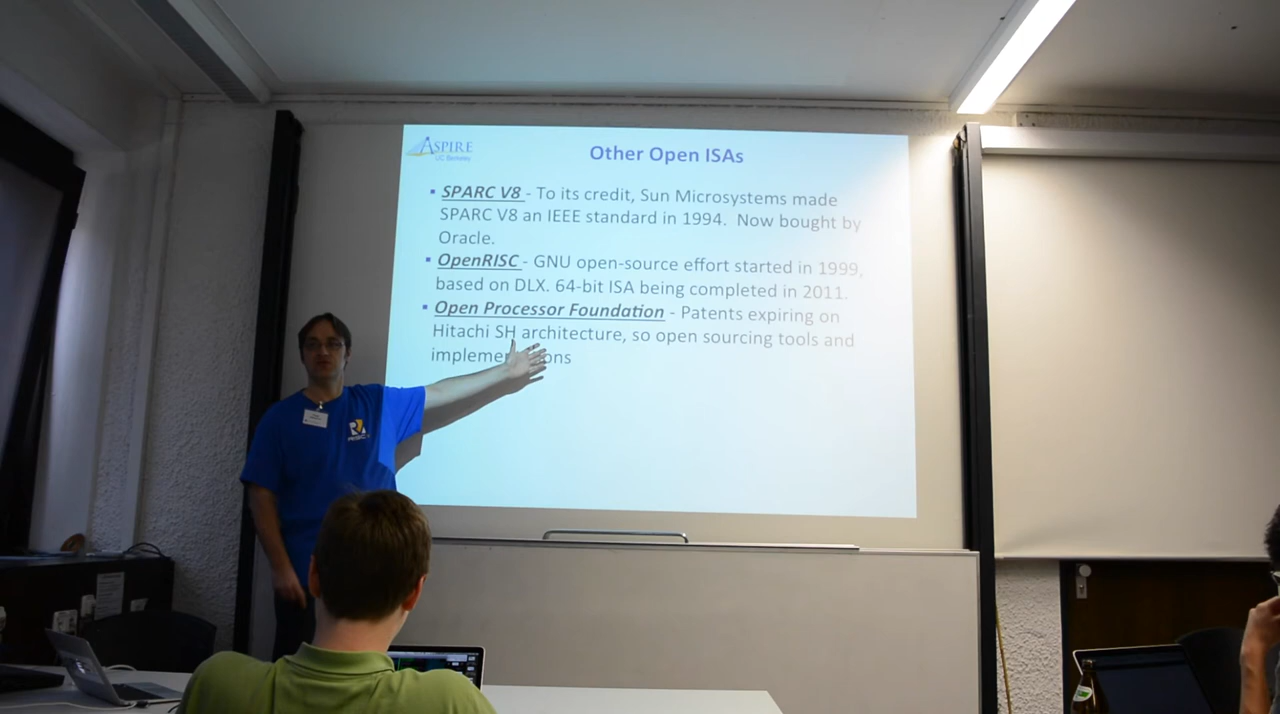 ASPIRE
UC Berkeley
Other Open ISAs
▪ SPARC V8 - To its credit, Sun Microsystems made
SPARC V8 an IEEE standard in 1994. Now bought by
Oracle.
▪ OpenRISC - GNU open-source effort started in 1999,
based on DLX. 64-bit ISA being completed in 2011.
▪ Open Processor Foundation - Patents expiring on
Hitachi SH architecture, so open sourcing tools and
RISC